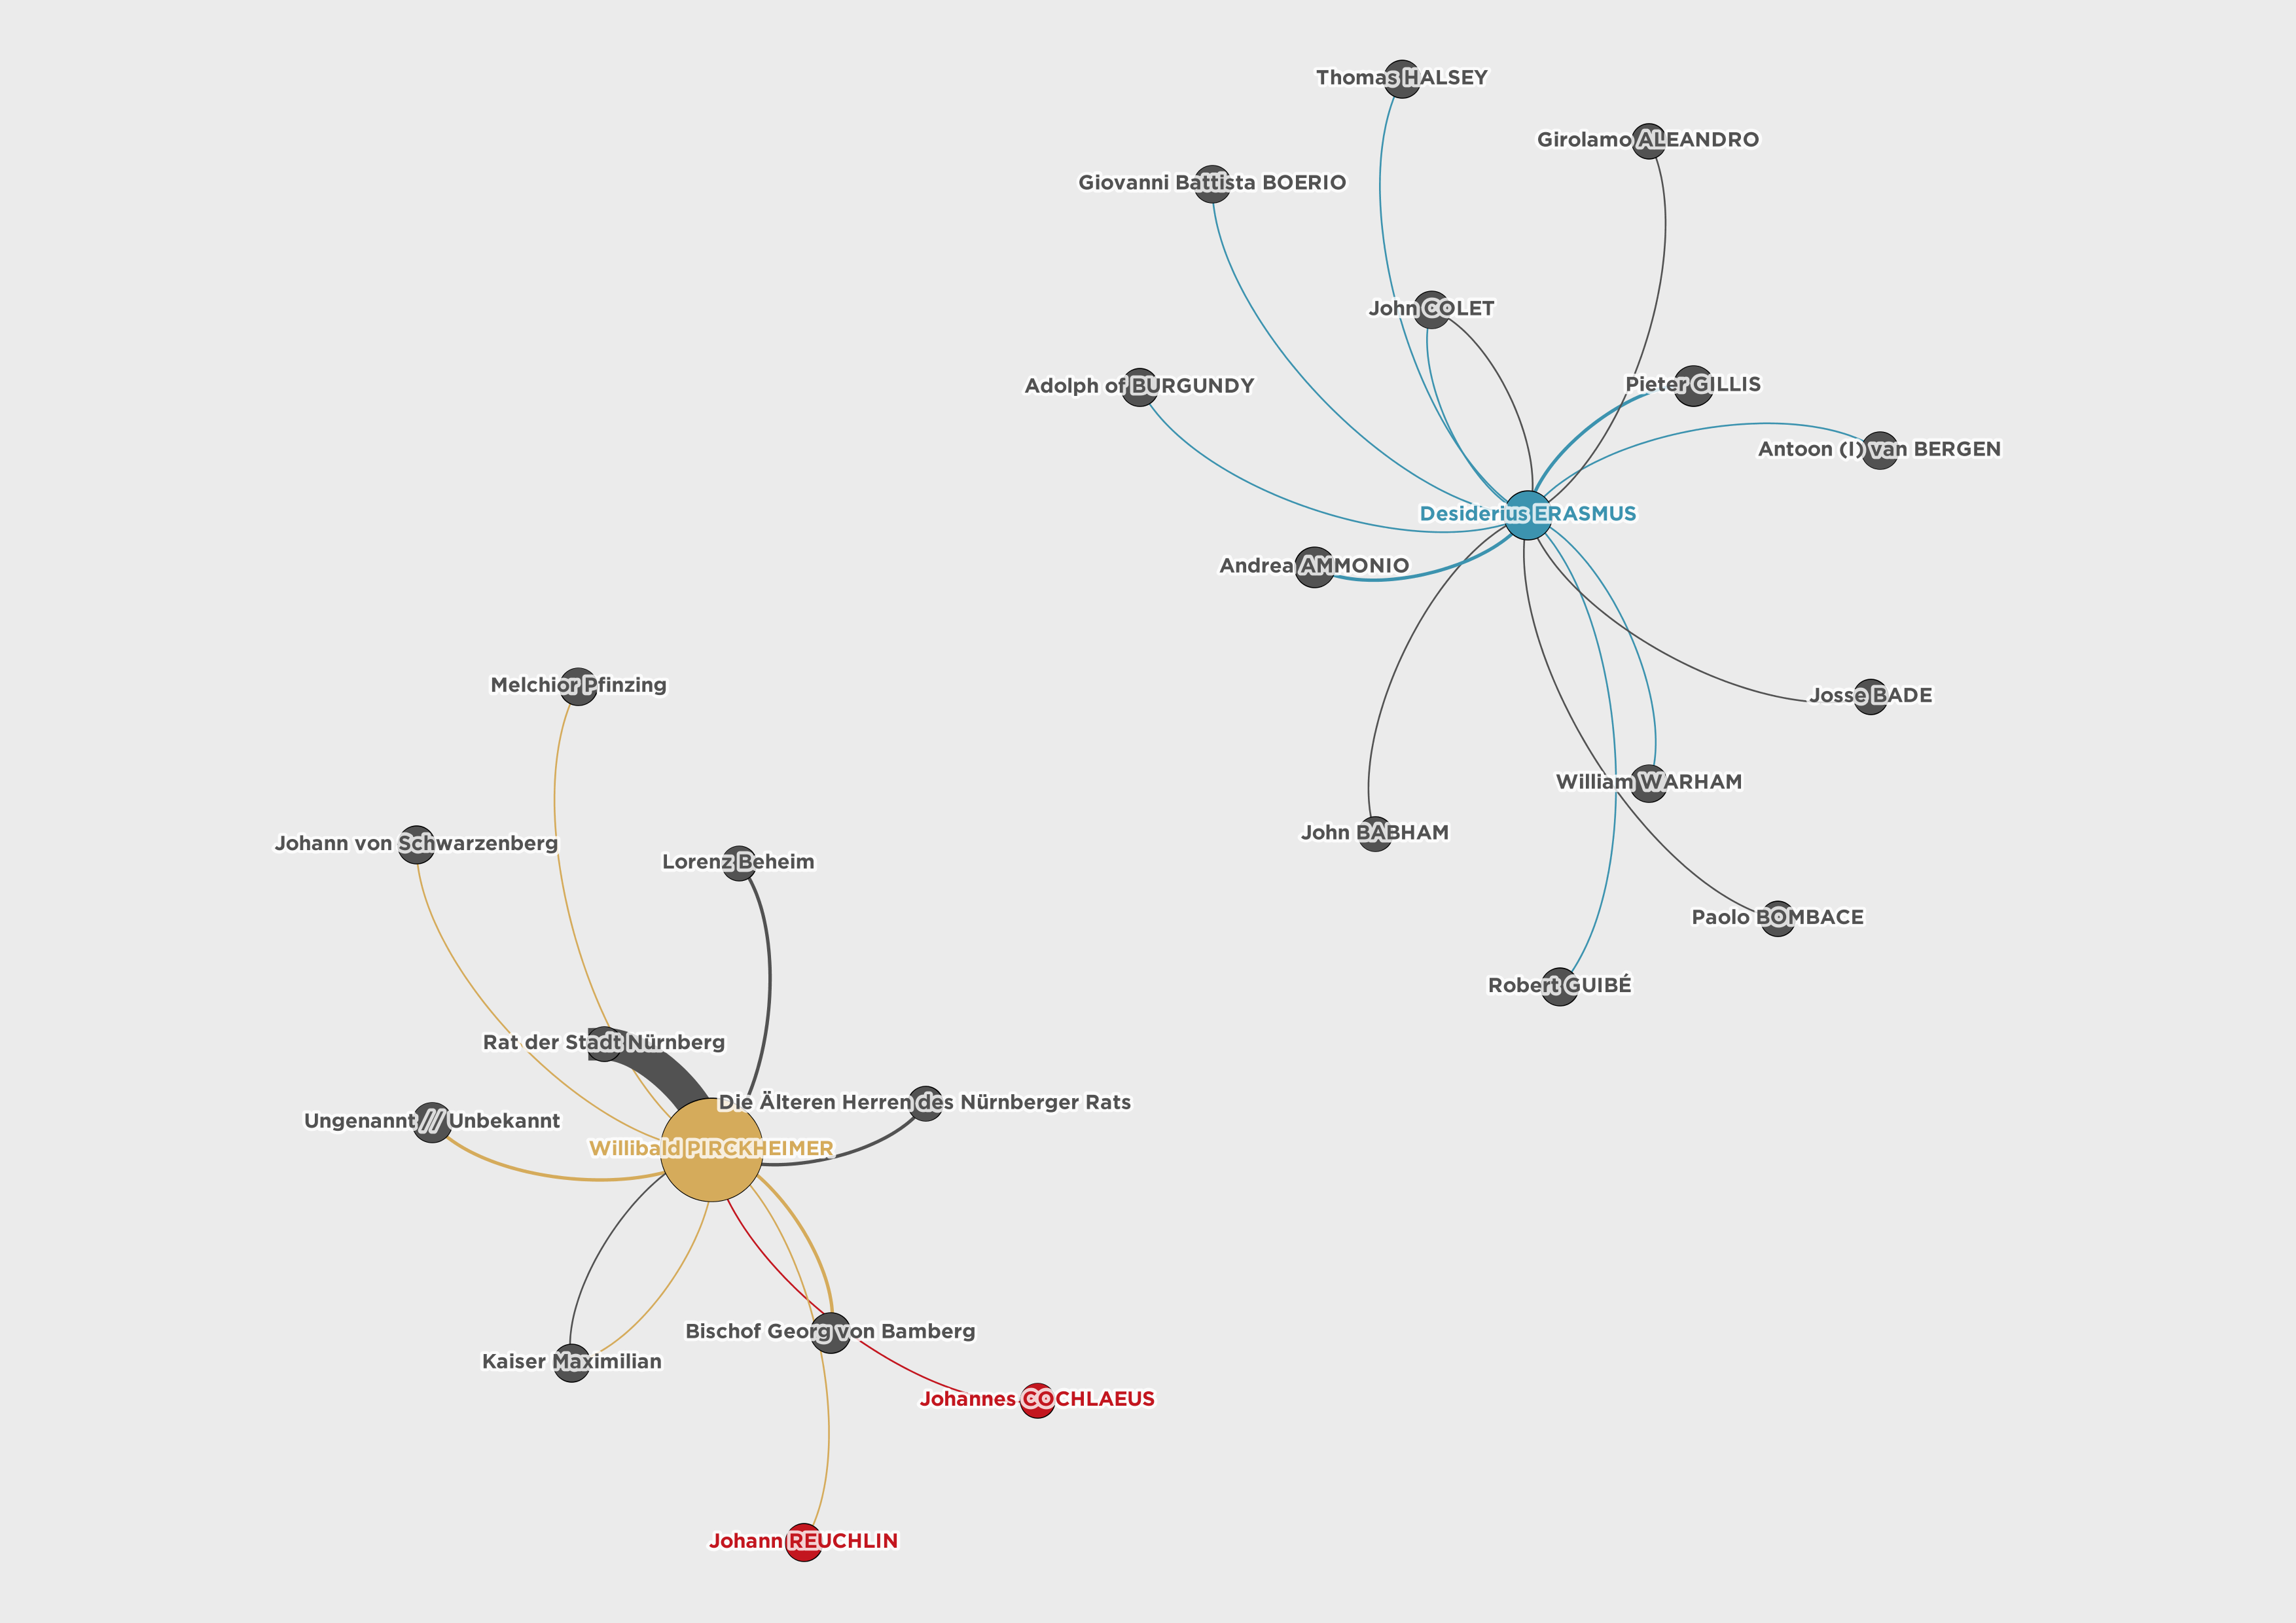 Thomas HALSEY
Girolamo ALEANDRO
Giovanni Battista BOERIO
John COLET
Pieter GILLIS
Adolph of BURGUNDY
Antoon (I) van BERGEN
Desiderius ERASMUS
Andrea AMMONIO
Melchior Pfinzing
Josse BADE
William WARHAM
John BABHAM
Johann von Schwarzenberg
Lorenz Beheim
Paolo BOMBACE
Robert GUIBÉ
Rat der Stadt Nürnberg
Die Älteren Herren des Nürnberger Rats
Ungenannt // Unbekannt
Willibald PIRCKHEIMER
Bischof Georg von Bamberg
Kaiser Maximilian
Johannes COCHLAEUS
Johann REUCHLIN